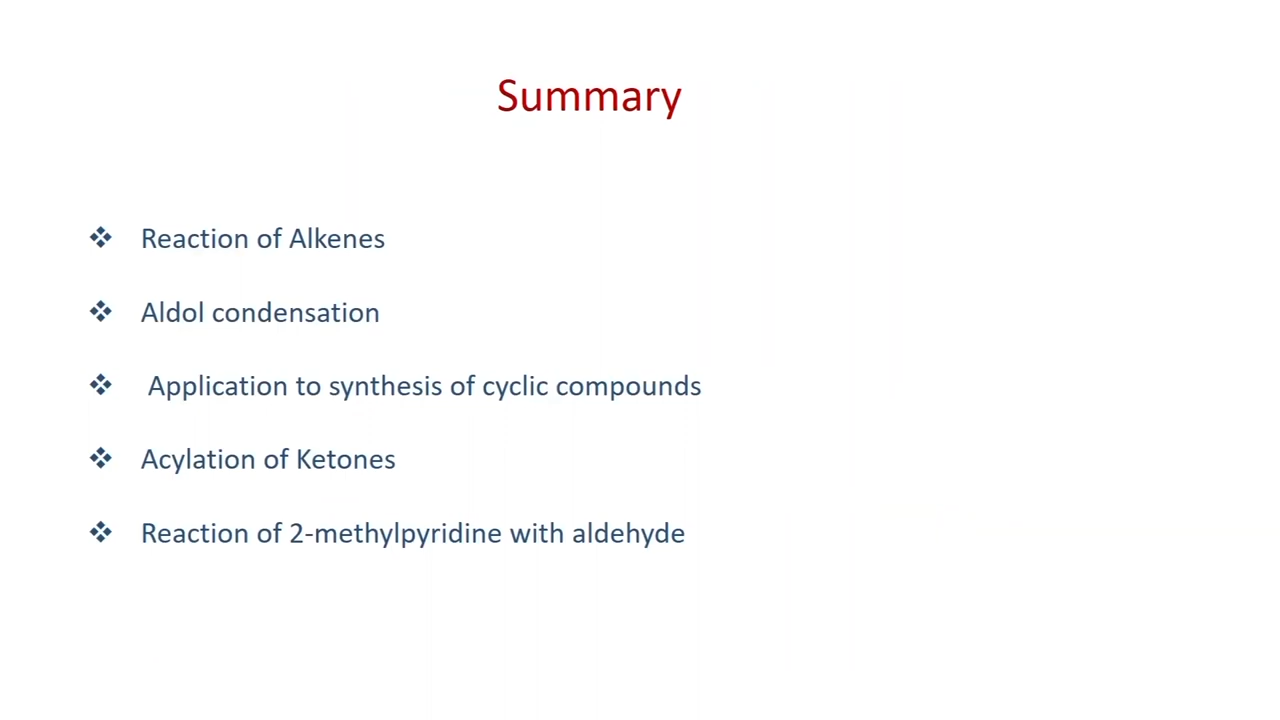 Summary
❖ Reaction of Alkenes
❖ Aldol condensation
❖ Application to synthesis of cyclic compounds
❖ Acylation of Ketones
❖ Reaction of 2-methylpyridine with aldehyde